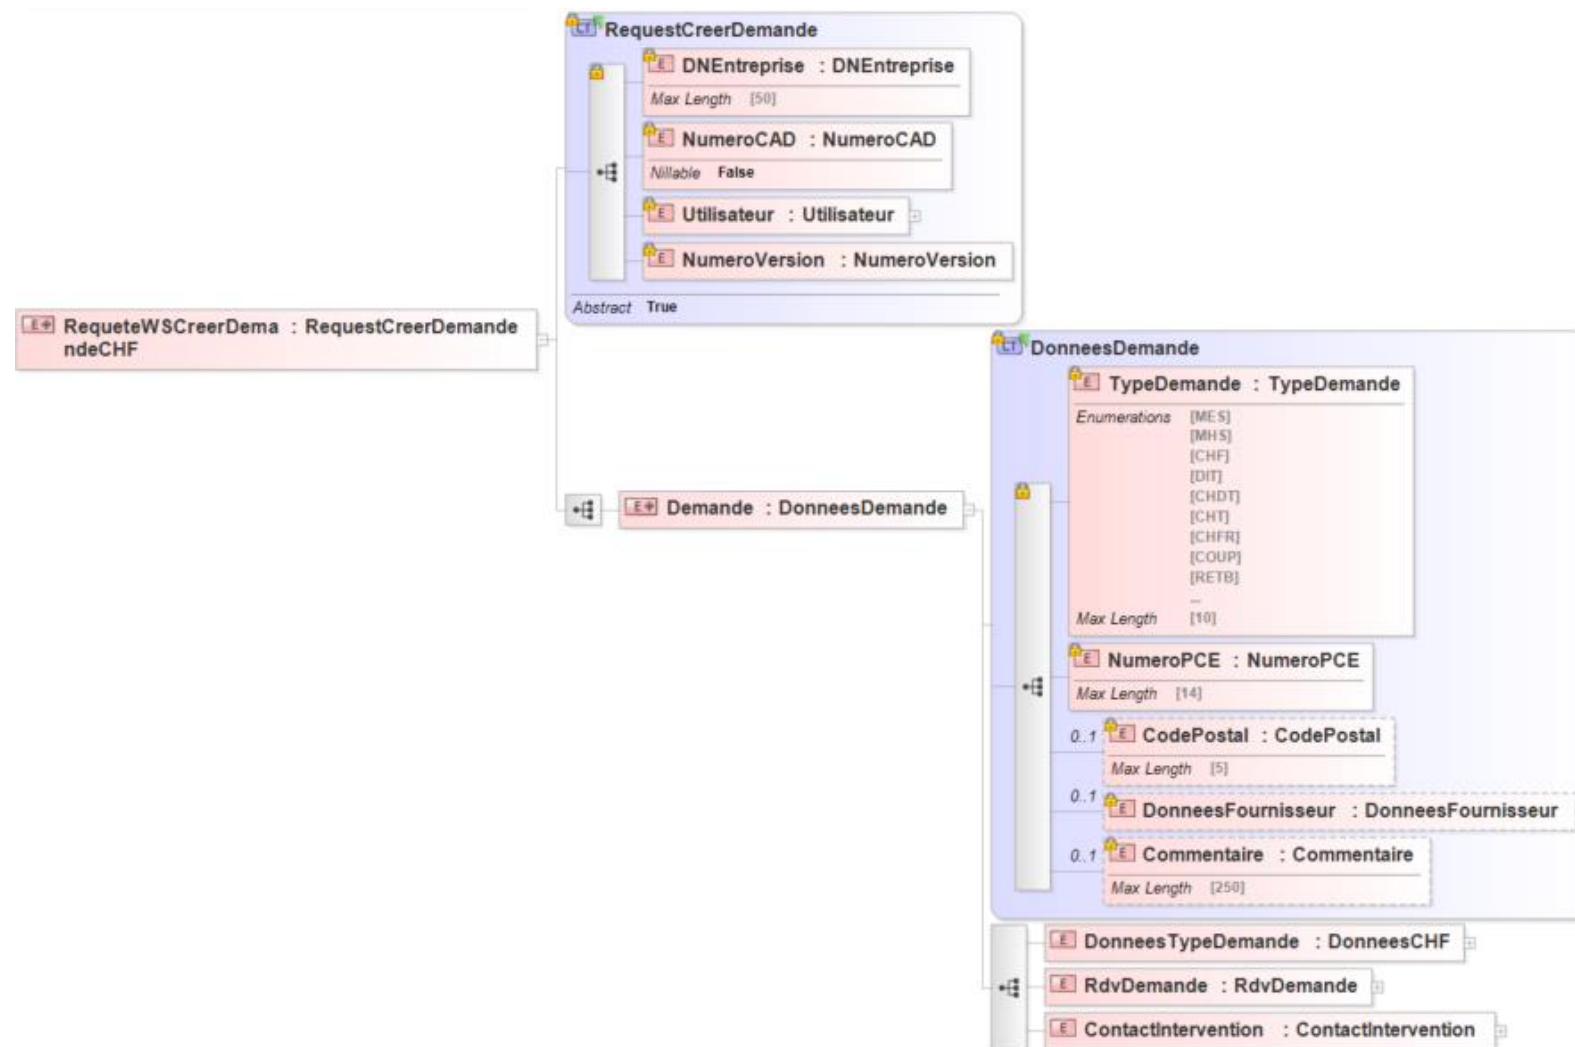 RequestCreerDemande
DNEntreprise : DNEntreprise
Max Length [50]
NumeroCAD : NumeroCAD
Nillable False
Utilisateur : Utilisateur
NumeroVersion : NumeroVersion
Abstract True
RequeteWSCreerDema : RequestCreerDemande
ndeCHF
Demande : DonneesDemande
DonneesDemande
TypeDemande : TypeDemande
Enumerations [MES]
[MHS]
[CHF]
[DIT]
[CHDT]
[CHT]
[CHFR]
[COUP]
[RETB]
...
Max Length [10]
NumeroPCE : NumeroPCE
Max Length [14]
0..1 CodePostal : CodePostal
Max Length [5]
0..1 DonneesFournisseur : DonneesFournisseur
0..1 Commentaire : Commentaire
Max Length [250]
DonneesTypeDemande : DonneesCHF
RdvDemande : RdvDemande
ContactIntervention : ContactIntervention